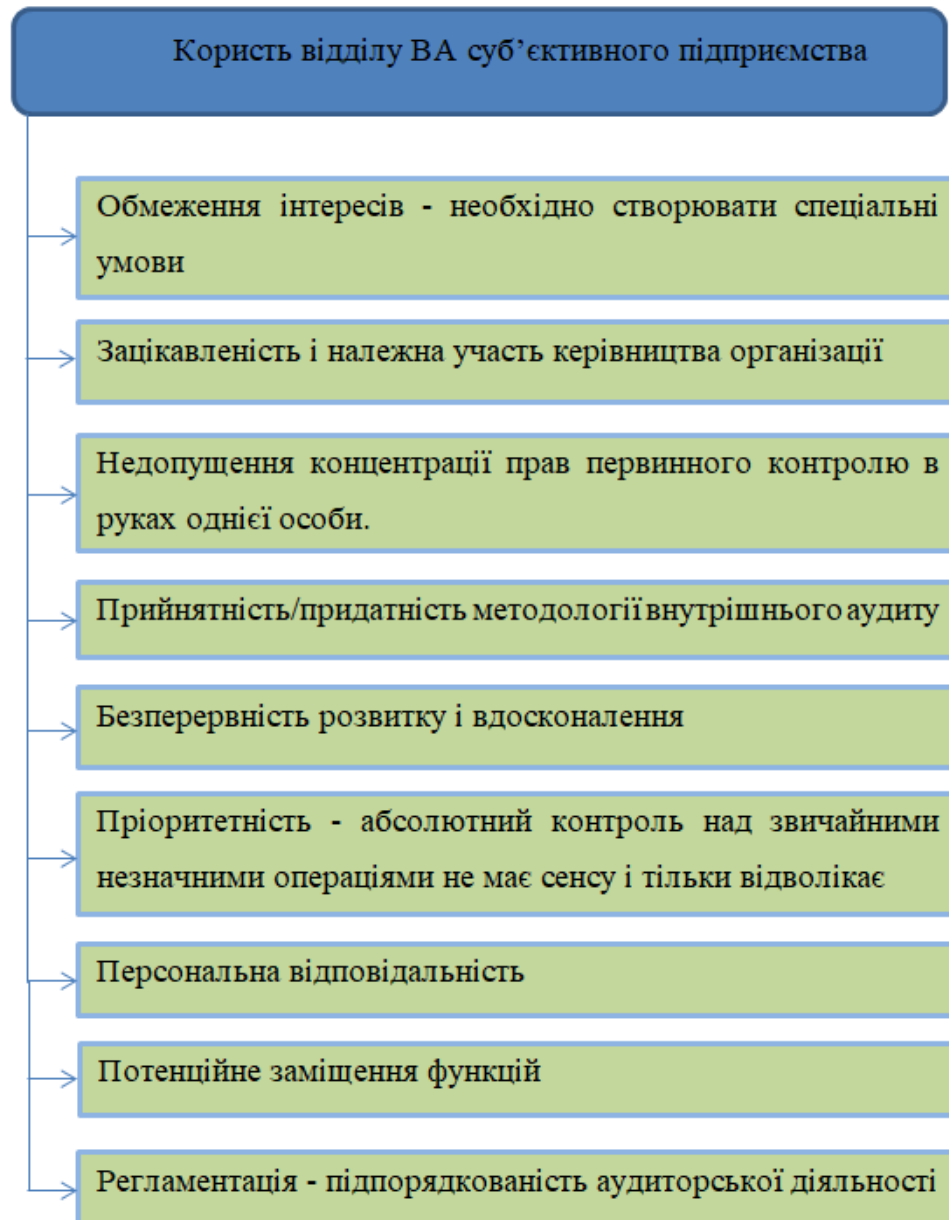 Користь відділу ВА суб’єктивного підприємства
Обмеження інтересів - необхідно створювати спеціальні
умови
Зацікавленість і належна участь керівництва організації
Недопущення концентрації прав первинного контролю в
руках однієї особи.
Прийнятність/придатність методології внутрішнього аудиту
Безперервність розвитку і вдосконалення
Пріоритетність - абсолютний контроль над звичайними
незначними операціями не має сенсу і тільки відволікає
Персональна відповідальність
Потенційне заміщення функцій
Регламентація - підпорядкованість аудиторської діяльності